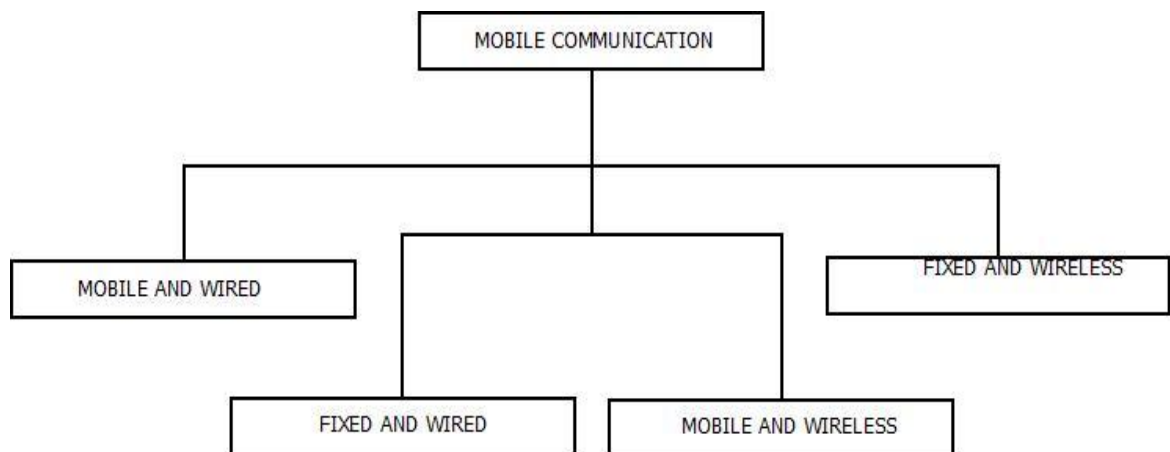 MOBILE COMMUNICATION
MOBILE AND WIRED
FIXED AND WIRELESS
FIXED AND WIRED
MOBILE AND WIRELESS